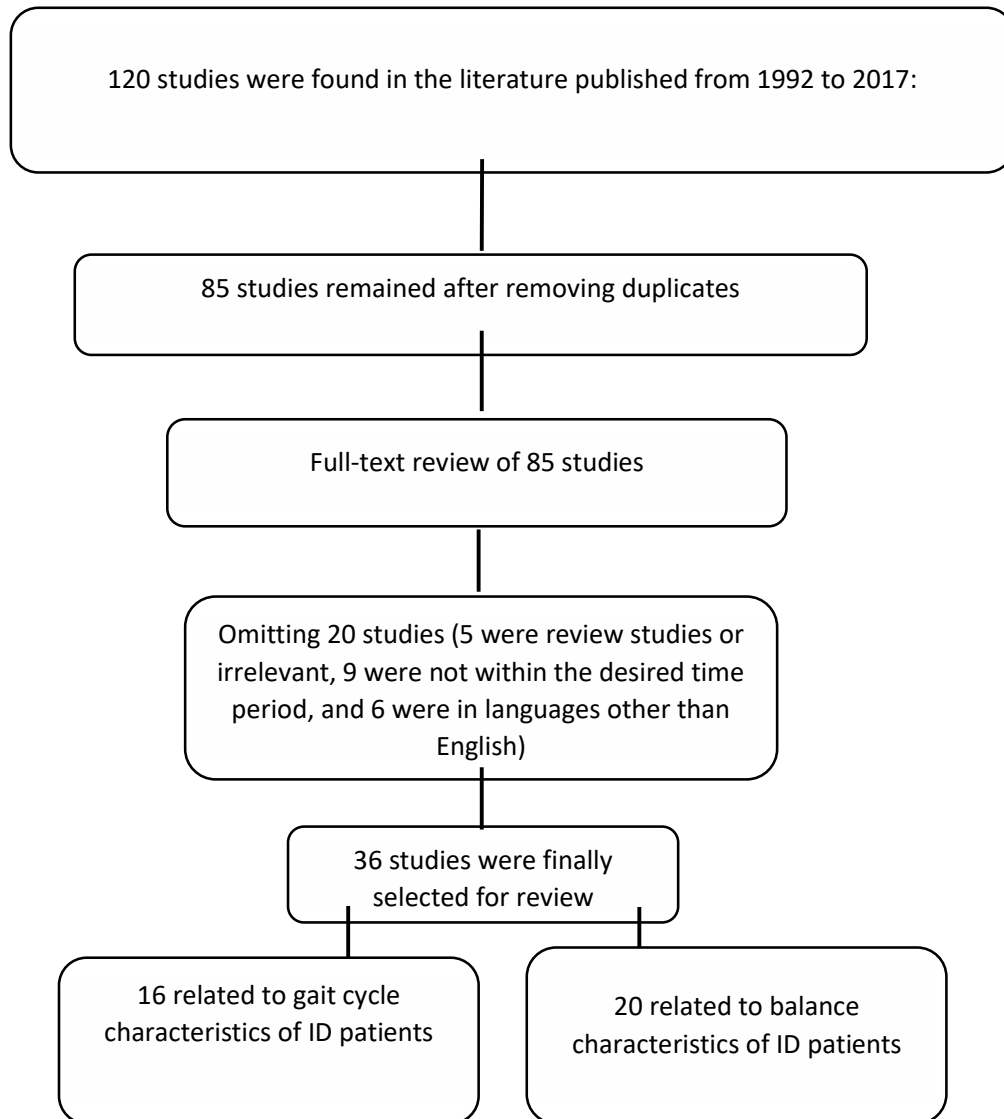 120 studies were found in the literature published from 1992 to 2017:
85 studies remained after removing duplicates
Full-text review of 85 studies
Omitting 20 studies (5 were review studies or
irrelevant, 9 were not within the desired time
period, and 6 were in languages other than
English)
36 studies were finally
selected for review
16 related to gait cycle
characteristics of ID patients
20 related to balance
characteristics of ID patients